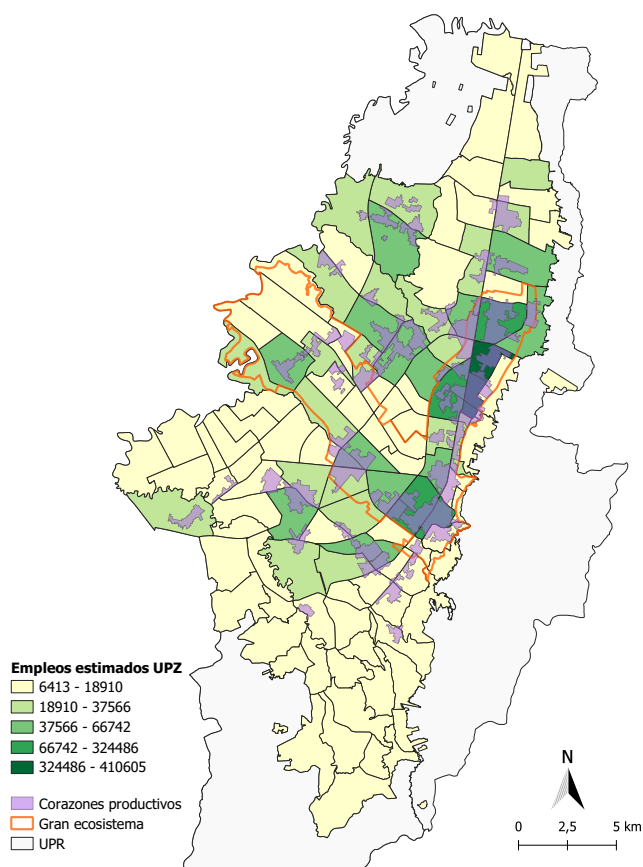 Empleos estimados UPZ
6413 - 18910
18910 - 37566
37566 - 66742
66742 - 324486
324486 - 410605
Corazones productivos
Gran ecosistema
UPR
N
0 2,5 5 km